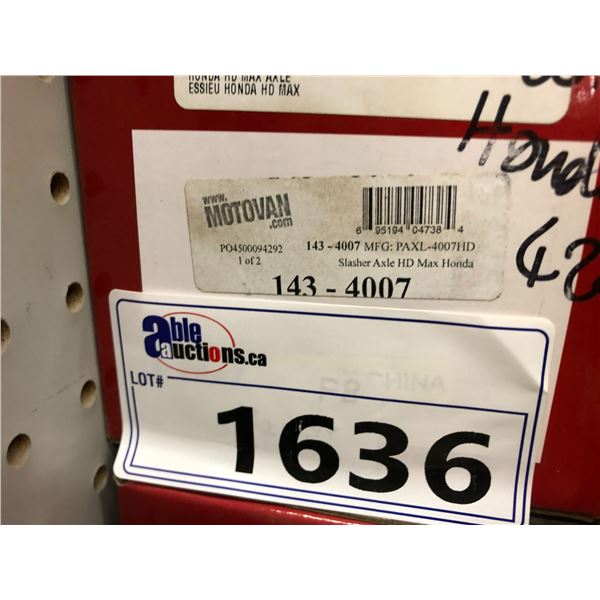 HONDA HD MAX AXLE
ESSIEU HONDA HD MAX
Honda
www.
MOTOVAN
.com
6 95194 04738 4
PO4500094292
143 - 4007 MFG: PAXL-4007HD
1 of 2
Slasher Axle HD Max Honda
143 - 4007
able
auctions.ca
CHINA
LOT#
1636